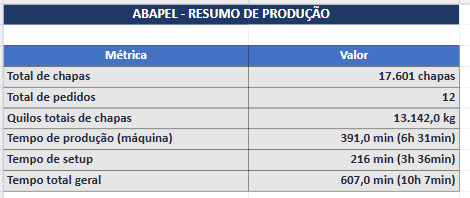 ABAPEL - RESUMO DE PRODUÇÃO
Métrica Valor
Total de chapas 17.601 chapas
Total de pedidos 12
Quilos totais de chapas 13.142,0 kg
Tempo de produção (máquina) 391,0 min (6h 31min)
Tempo de setup 216 min (3h 36min)
Tempo total geral 607,0 min (10h 7min)